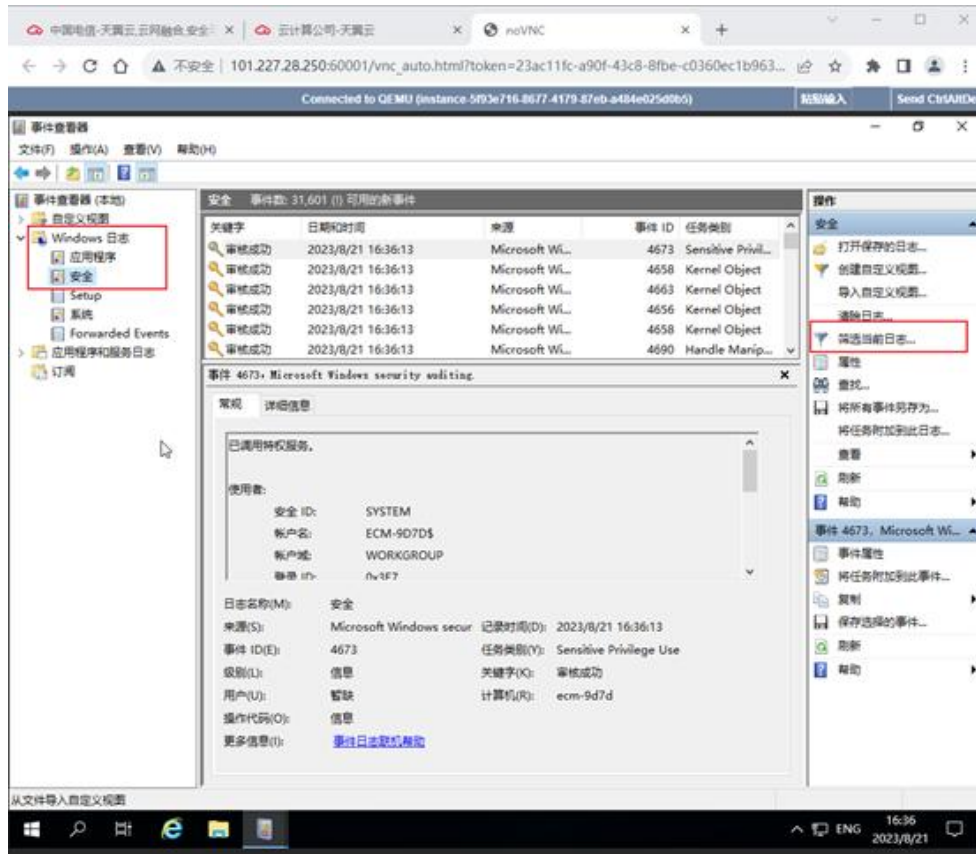 中国电信-天翼云,云网融合,安全
云计算公司-天翼云
noVNC
不安全 101.227.28.250:60001/vnc_auto.html?token=23ac11fc-a90f-43c8-8fbe-c0360ec1b963...
Connected to QEMU (instance-5f93e716-8677-4179-87eb-a484e025d0b5)
粘贴输入
Send CtrlAltDe
事件查看器
文件(F) 操作(A) 查看(V) 帮助(H)
事件查看器 (本地)
自定义视图
Windows 日志
应用程序
安全
Setup
系统
Forwarded Events
应用程序和服务日志
订阅
安全 事件数: 31,601 (!) 可用的新事件
关键字 日期和时间 来源 事件 ID 任务类别
审核成功 2023/8/21 16:36:13 Microsoft Wi... 4673 Sensitive Privil...
审核成功 2023/8/21 16:36:13 Microsoft Wi... 4658 Kernel Object
审核成功 2023/8/21 16:36:13 Microsoft Wi... 4663 Kernel Object
审核成功 2023/8/21 16:36:13 Microsoft Wi... 4656 Kernel Object
审核成功 2023/8/21 16:36:13 Microsoft Wi... 4658 Kernel Object
审核成功 2023/8/21 16:36:13 Microsoft Wi... 4690 Handle Manip...
事件 4673, Microsoft Windows security auditing.
常规 详细信息
已调用特权服务。
使用者:
安全 ID: SYSTEM
帐户名: ECM-9D7D$
帐户域: WORKGROUP
登录 ID: 0x3E7
日志名称(M): 安全
来源(S): Microsoft Windows secur 记录时间(D): 2023/8/21 16:36:13
事件 ID(E): 4673 任务类别(Y): Sensitive Privilege Use
级别(L): 信息 关键字(K): 审核成功
用户(U): 暂缺 计算机(R): ecm-9d7d
操作代码(O): 信息
更多信息(I): 事件日志联机帮助
操作
安全
打开保存的日志...
创建自定义视图...
导入自定义视图...
清除日志...
筛选当前日志...
属性
查找...
将所有事件另存为...
将任务附加到此日志...
查看
刷新
帮助
事件 4673, Microsoft Wi...
事件属性
将任务附加到此事件...
复制
保存选择的事件...
刷新
帮助
从文件导入自定义视图
ENG
16:36
2023/8/21